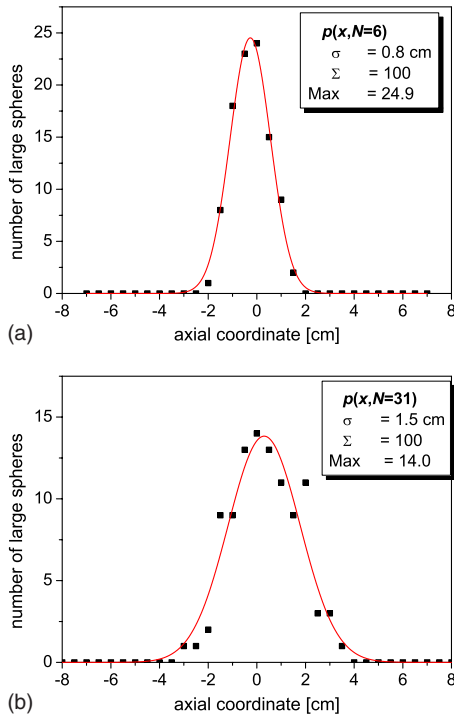 25
20
15
10
5
0
number of large spheres
p(x,N=6)
σ = 0.8 cm
Σ = 100
Max = 24.9
-8 -6 -4 -2 0 2 4 6 8
axial coordinate [cm]
(a)
15
10
5
0
number of large spheres
p(x,N=31)
σ = 1.5 cm
Σ = 100
Max = 14.0
-8 -6 -4 -2 0 2 4 6 8
axial coordinate [cm]
(b)